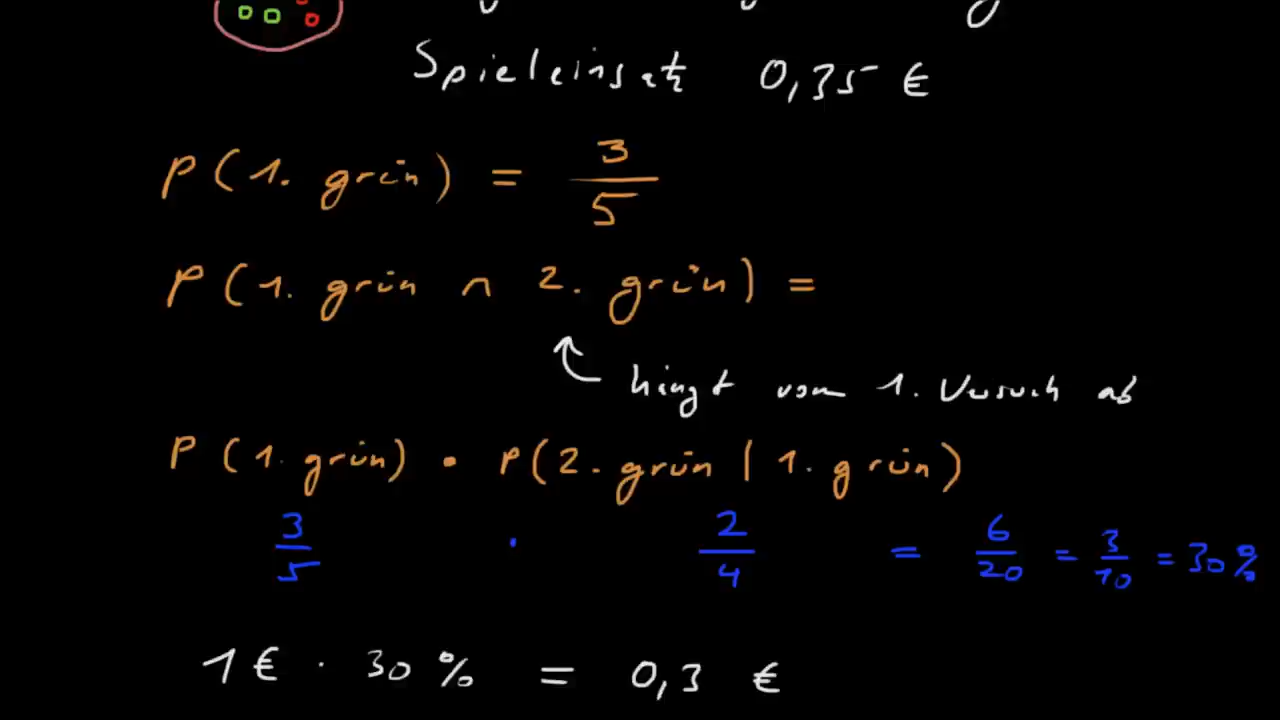 Spieleinsatz 0,35 €
P(1. grün) = 3/5
P(1. grün ∩ 2. grün) =
hängt vom 1. Versuch ab
P(1. grün) · P(2. grün | 1. grün)
3/5 · 2/4 = 6/20 = 3/10 = 30%
1€ · 30% = 0,3 €